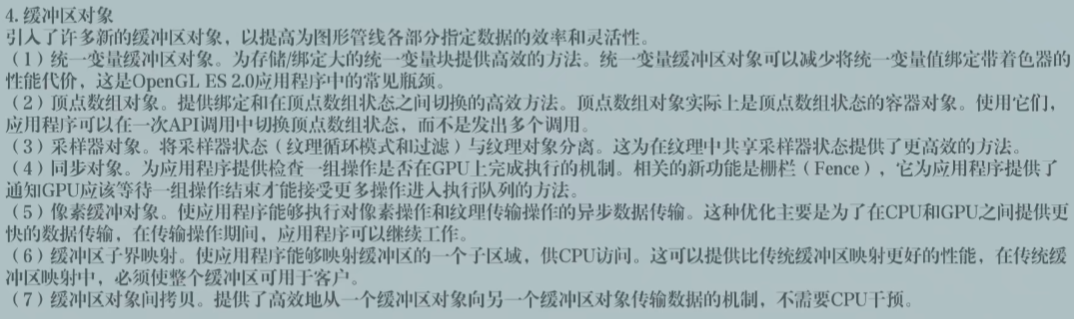 4. 缓冲区对象
引入了许多新的缓冲区对象，以提高为图形管线各部分指定数据的效率和灵活性。
（1）统一变量缓冲区对象。为存储/绑定大的统一变量块提供高效的方法。统一变量缓冲区对象可以减少将统一变量值绑定带着色器的
性能代价，这是OpenGL ES 2.0应用程序中的常见瓶颈。
（2）顶点数组对象。提供绑定和在顶点数组状态之间切换的高效方法。顶点数组对象实际上是顶点数组状态的容器对象。使用它们，
应用程序可以在一次API调用中切换顶点数组状态，而不是发出多个调用。
（3）采样器对象。将采样器状态（纹理循环模式和过滤）与纹理对象分离。这为在纹理中共享采样器状态提供了更高效的方法。
（4）同步对象。为应用程序提供检查一组操作是否在GPU上完成执行的机制。相关的新功能是栅栏（Fence），它为应用程序提供了
通知GPU应该等待一组操作结束才能接受更多操作进入执行队列的方法。
（5）像素缓冲对象。使应用程序能够执行对像素操作和纹理传输操作的异步数据传输。这种优化主要是为了在CPU和GPU之间提供更
快的数据传输，在传输操作期间，应用程序可以继续工作。
（6）缓冲区子界映射。使应用程序能够映射缓冲区的一个子区域，供CPU访问。这可以提供比传统缓冲区映射更好的性能，在传统缓
冲区映射中，必须使整个缓冲区可用于客户。
（7）缓冲区对象间拷贝。提供了高效地从一个缓冲区对象向另一个缓冲区对象传输数据的机制，不需要CPU干预。